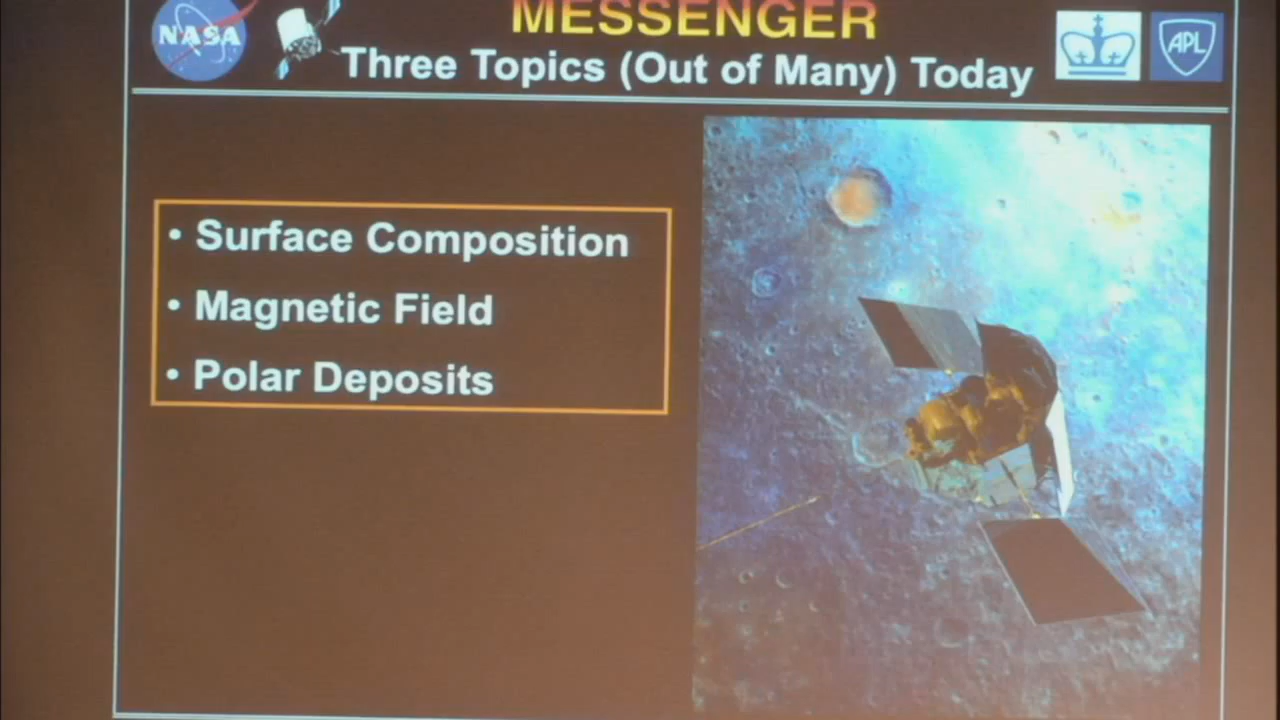 MESSENGER
NASA
Three Topics (Out of Many) Today
APL
• Surface Composition
• Magnetic Field
• Polar Deposits